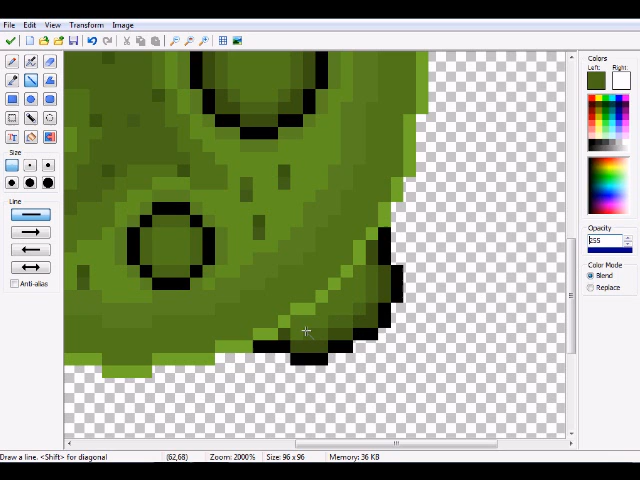 File Edit View Transform Image
Colors
Left: Right:
Size
Line
Anti-alias
Opacity
255
Color Mode
Blend
Replace
Draw a line. <Shift> for diagonal (62,68) Zoom: 2000% Size: 96 x 96 Memory: 36 KB